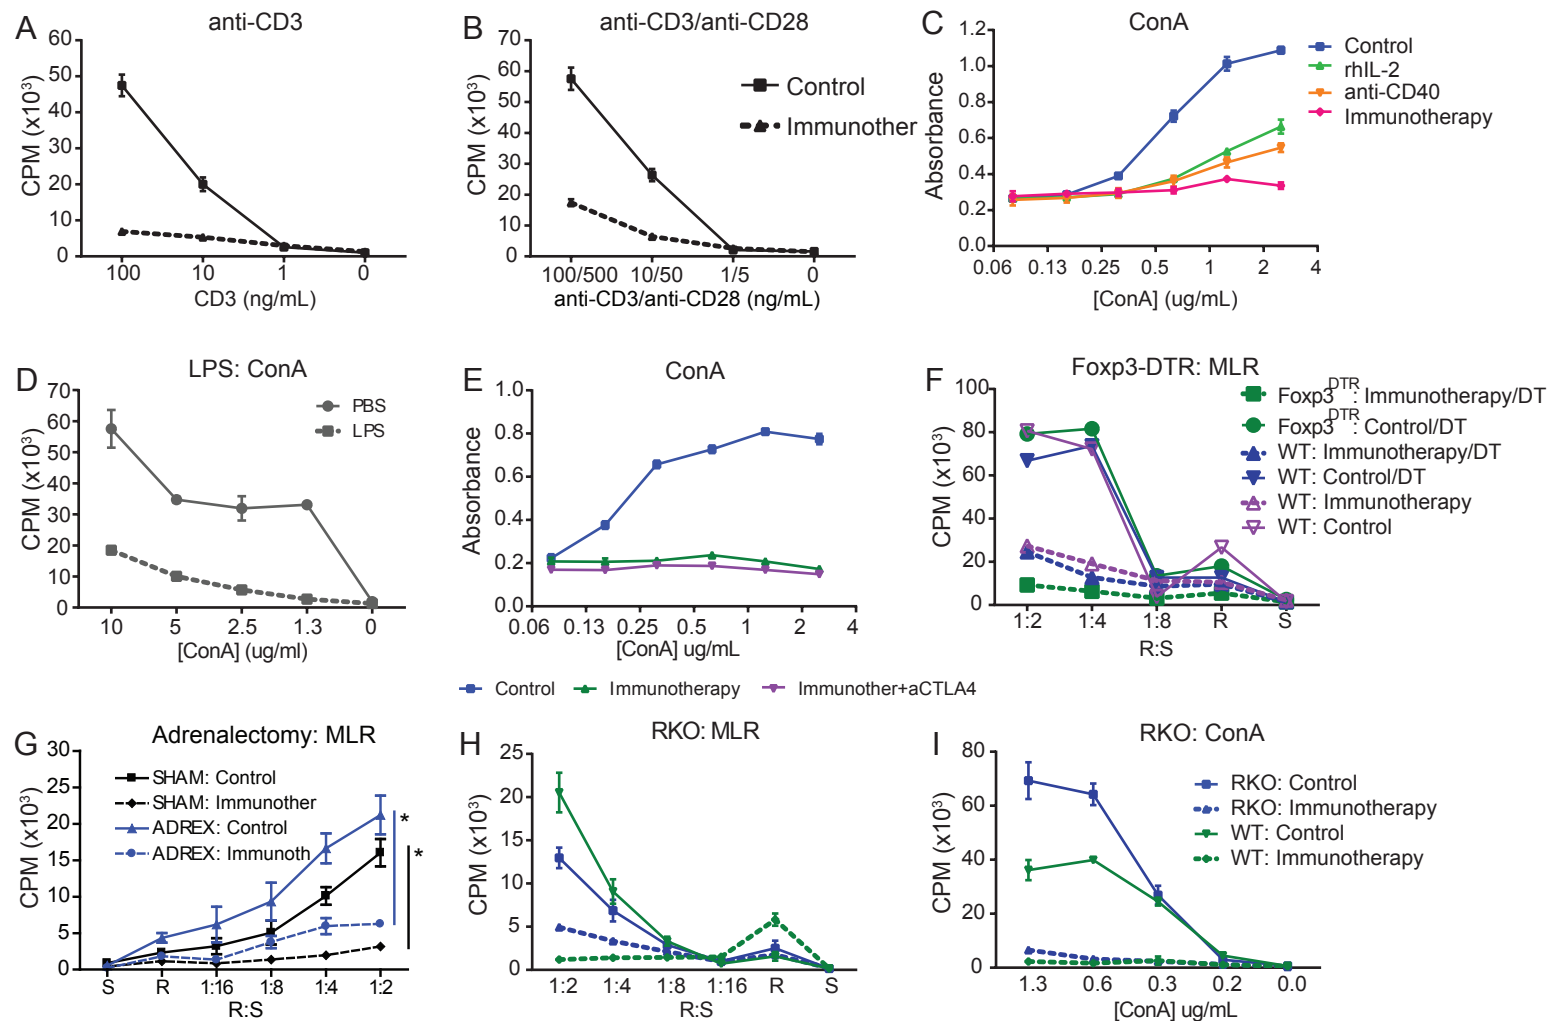 A
anti-CD3
60
50
40
30
20
10
0
CPM (x10³)
100
10
1
0
CD3 (ng/mL)
B
anti-CD3/anti-CD28
70
60
50
40
30
20
10
0
CPM (x10³)
Control
Immunother
100/500
10/50
1/5
0
anti-CD3/anti-CD28 (ng/mL)
C
ConA
1.2
1.0
0.8
0.6
0.4
0.2
0.0
Absorbance
Control
rhIL-2
anti-CD40
Immunotherapy
0.06
0.13
0.25
0.5
1
2
4
[ConA] (ug/mL)
D
LPS: ConA
70
60
50
40
30
20
10
0
CPM (x10³)
PBS
LPS
10
5
2.5
1.3
0
[ConA] (ug/ml)
E
ConA
1.0
0.8
0.6
0.4
0.2
0.0
Absorbance
0.06
0.13
0.25
0.5
1
2
4
[ConA] ug/mL
Control
Immunotherapy
Immunother+aCTLA4
F
Foxp3-DTR: MLR
100
80
60
40
20
0
CPM (x10³)
Foxp3DTR: Immunotherapy/DT
Foxp3DTR: Control/DT
WT: Immunotherapy/DT
WT: Control/DT
WT: Immunotherapy
WT: Control
1:2
1:4
1:8
R
S
R:S
G
Adrenalectomy: MLR
30
25
20
15
10
5
0
CPM (x10³)
SHAM: Control
SHAM: Immunother
ADREX: Control
ADREX: Immunoth
*
*
S
R
1:16
1:8
1:4
1:2
R:S
H
RKO: MLR
25
20
15
10
5
0
CPM (x10³)
1:2
1:4
1:8
1:16
R
S
R:S
I
RKO: ConA
80
60
40
20
0
CPM (x10³)
RKO: Control
RKO: Immunotherapy
WT: Control
WT: Immunotherapy
1.3
0.6
0.3
0.2
0.0
[ConA] ug/mL